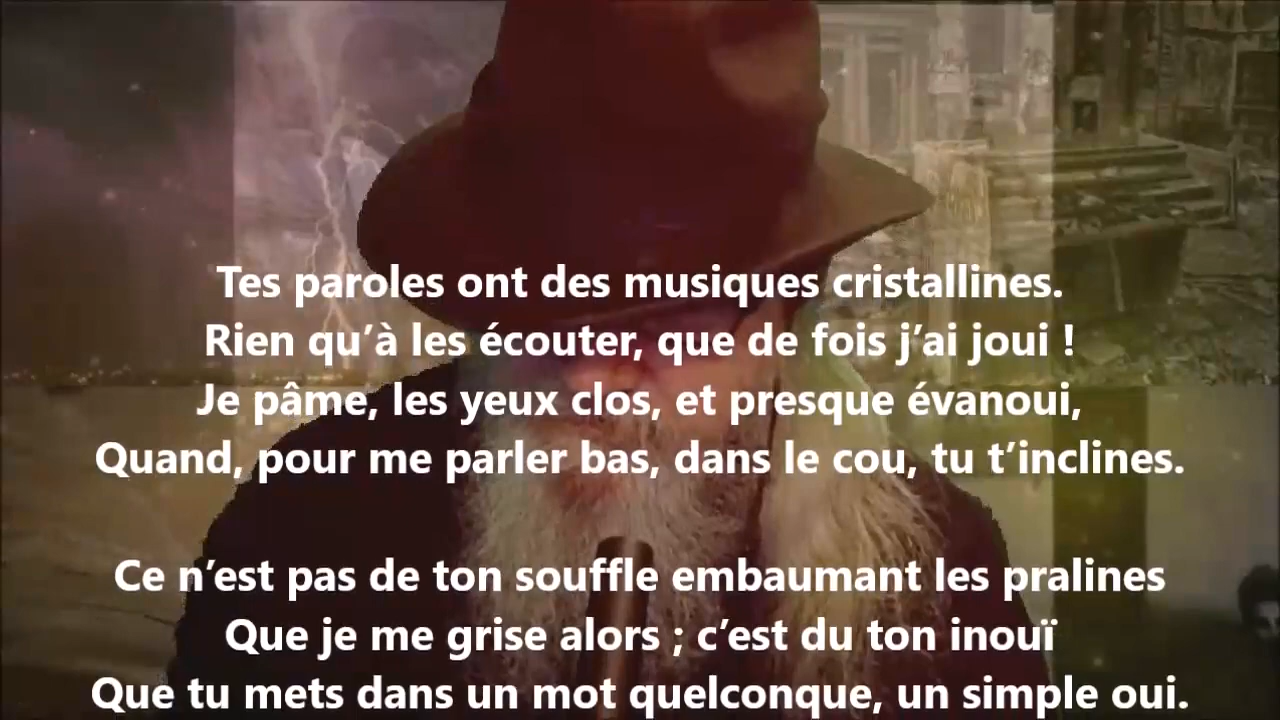 Tes paroles ont des musiques cristallines.
Rien qu’à les écouter, que de fois j’ai joui !
Je pâme, les yeux clos, et presque évanoui,
Quand, pour me parler bas, dans le cou, tu t’inclines.
Ce n’est pas de ton souffle embaumant les pralines
Que je me grise alors ; c’est du ton inouï
Que tu mets dans un mot quelconque, un simple oui.